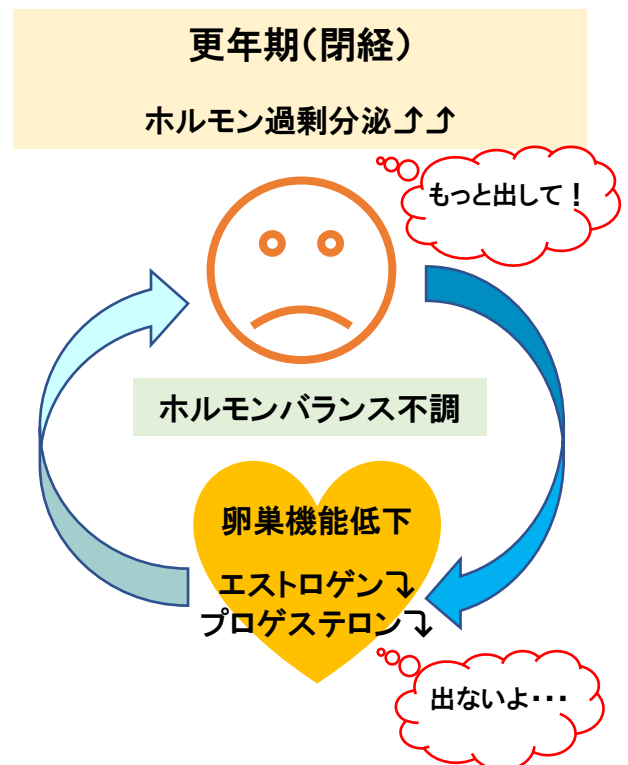 更年期（閉経）
ホルモン過剰分泌⤴⤴
もっと出して！
ホルモンバランス不調
卵巣機能低下
エストロゲン⤵
プロゲステロン⤵
出ないよ・・・